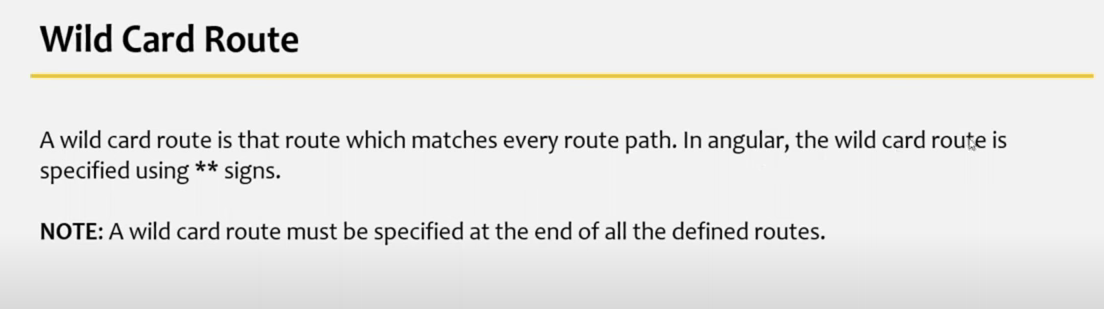 Wild Card Route
A wild card route is that route which matches every route path. In angular, the wild card route is
specified using ** signs.
NOTE: A wild card route must be specified at the end of all the defined routes.